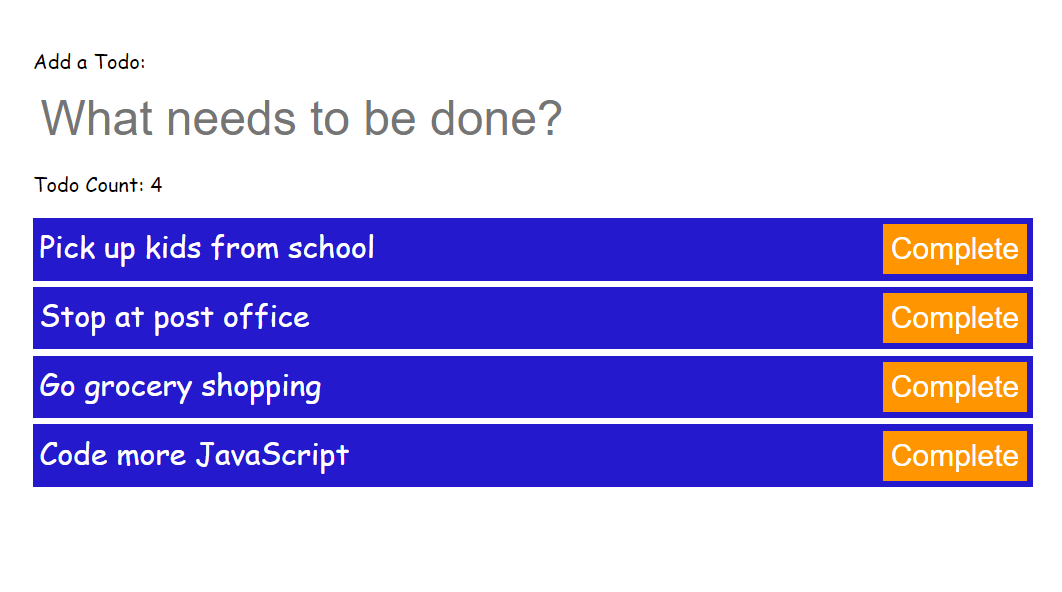 Add a Todo:
What needs to be done?
Todo Count: 4
Pick up kids from school Complete
Stop at post office Complete
Go grocery shopping Complete
Code more JavaScript Complete